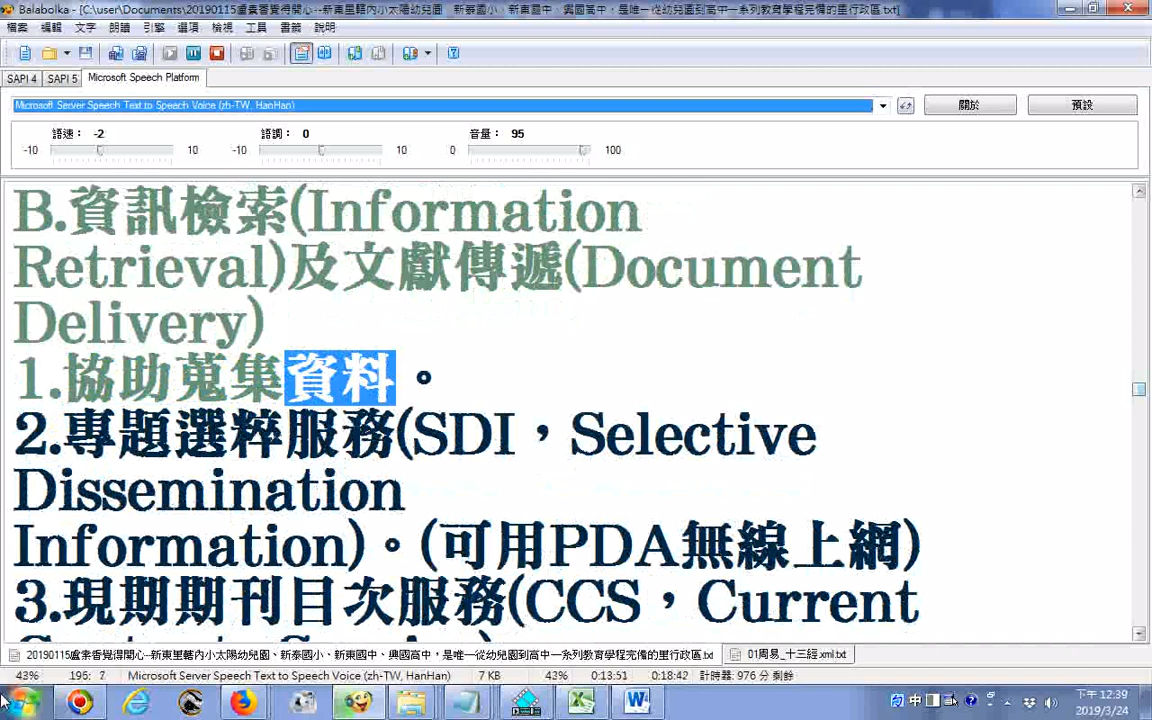 Balabolka - [C:\user\Documents\20190115盧素香覺得開心--新東里轄內小太陽幼兒園、新泰國小、新東國中、興國高中，是唯一從幼兒園到高中一系列教育學程完備的里行政區.txt]
檔案 編輯 文字 朗讀 引擎 選項 檢視 工具 書籤 說明
SAPI 4 SAPI 5 Microsoft Speech Platform
Microsoft Server Speech Text to Speech Voice (zh-TW, HanHan) 關於 預設
語速： -2 語調： 0 音量： 95
-10 10 -10 10 0 100
B.資訊檢索(Information
Retrieval)及文獻傳遞(Document
Delivery)
1.協助蒐集資料。
2.專題選粹服務(SDI，Selective
Dissemination
Information)。(可用PDA無線上網)
3.現期期刊目次服務(CCS，Current
20190115盧素香覺得開心--新東里轄內小太陽幼兒園、新泰國小、新東國中、興國高中，是唯一從幼兒園到高中一系列教育學程完備的里行政區.txt 01周易_十三經.xml.txt
43% 196: 7 Microsoft Server Speech Text to Speech Voice (zh-TW, HanHan) 7 KB 43% 0:13:51 0:18:42 計時器: 976 分 剩餘
中 下午 12:39
2019/3/24